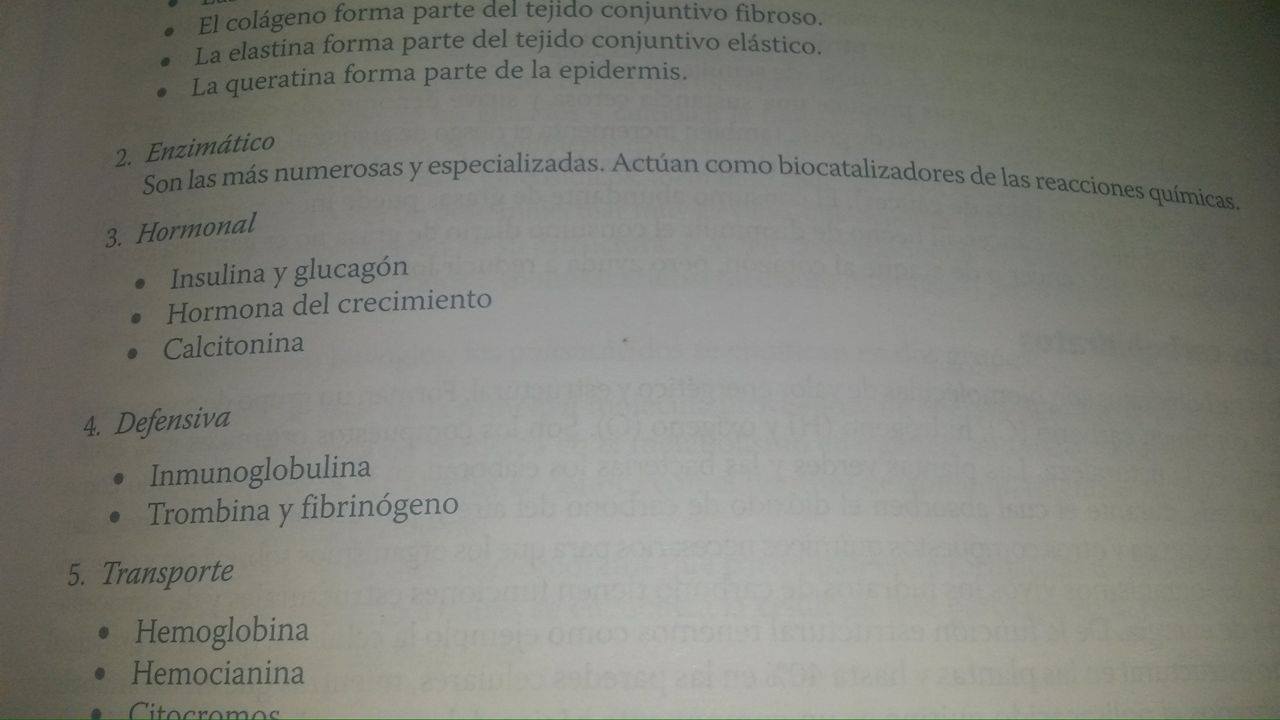 • El colágeno forma parte del tejido conjuntivo fibroso.
• La elastina forma parte del tejido conjuntivo elástico.
• La queratina forma parte de la epidermis.
2. Enzimático
Son las más numerosas y especializadas. Actúan como biocatalizadores de las reacciones químicas.
3. Hormonal
• Insulina y glucagón
• Hormona del crecimiento
• Calcitonina
4. Defensiva
• Inmunoglobulina
• Trombina y fibrinógeno
5. Transporte
• Hemoglobina
• Hemocianina
• Citocromos